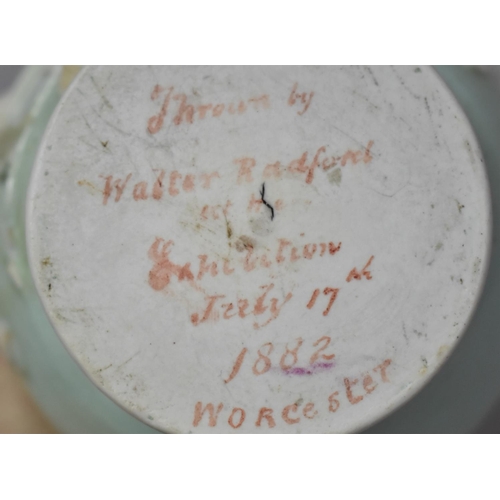 Thrown by
Walter Radford
at the
Exhibition
July 17th
1882
WORCESTER